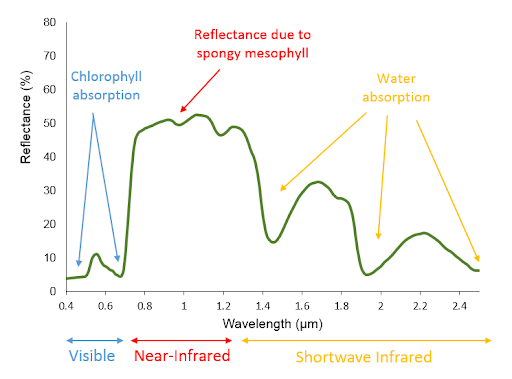 80
70
60
50
40
30
20
10
0
Reflectance (%)
Reflectance due to
spongy mesophyll
Chlorophyll
absorption
Water
absorption
0.4 0.6 0.8 1 1.2 1.4 1.6 1.8 2 2.2 2.4
Wavelength (µm)
Visible Near-Infrared Shortwave Infrared